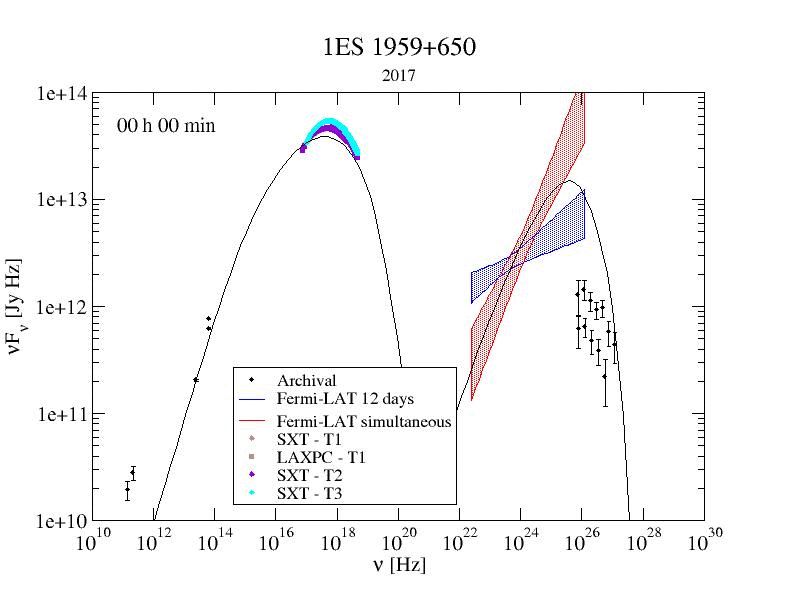 1ES 1959+650
2017
1e+14
00 h 00 min
1e+13
νFν [Jy Hz]
1e+12
Archival
Fermi-LAT 12 days
1e+11
Fermi-LAT simultaneous
SXT - T1
LAXPC - T1
SXT - T2
SXT - T3
1e+10
10^10 10^12 10^14 10^16 10^18 10^20 10^22 10^24 10^26 10^28 10^30
ν [Hz]